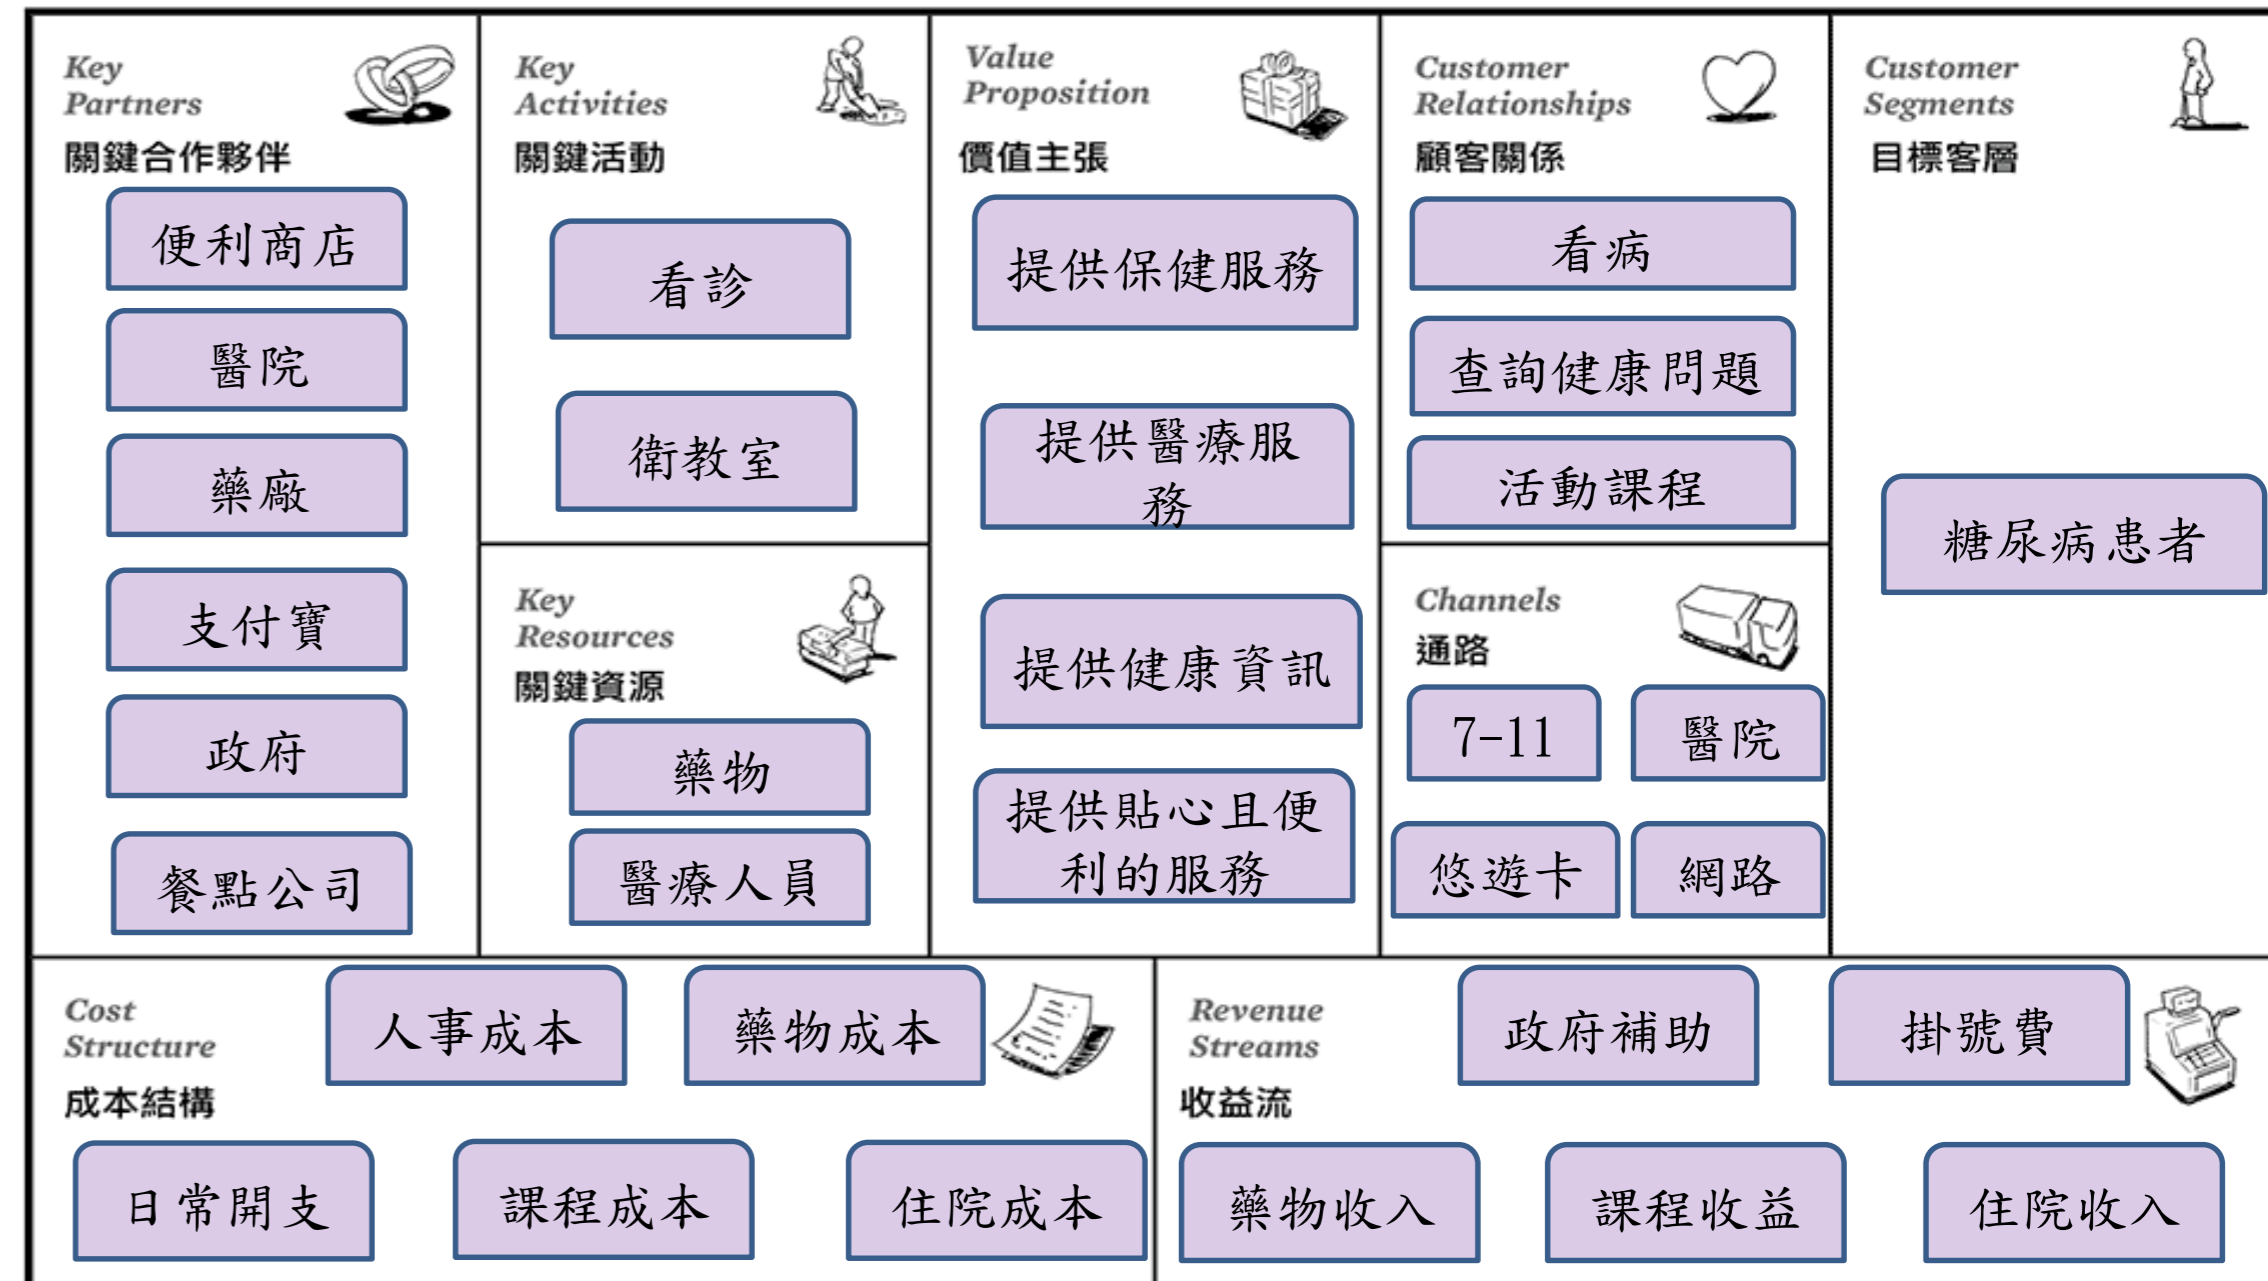 Key
Partners
關鍵合作夥伴
便利商店
醫院
藥廠
支付寶
政府
餐點公司
Key
Activities
關鍵活動
看診
衛教室
Key
Resources
關鍵資源
藥物
醫療人員
Value
Proposition
價值主張
提供保健服務
提供醫療服
務
提供健康資訊
提供貼心且便
利的服務
Customer
Relationships
顧客關係
看病
查詢健康問題
活動課程
Channels
通路
7-11
醫院
悠遊卡
網路
Customer
Segments
目標客層
糖尿病患者
Cost
Structure
成本結構
人事成本
藥物成本
日常開支
課程成本
住院成本
Revenue
Streams
收益流
政府補助
掛號費
藥物收入
課程收益
住院收入